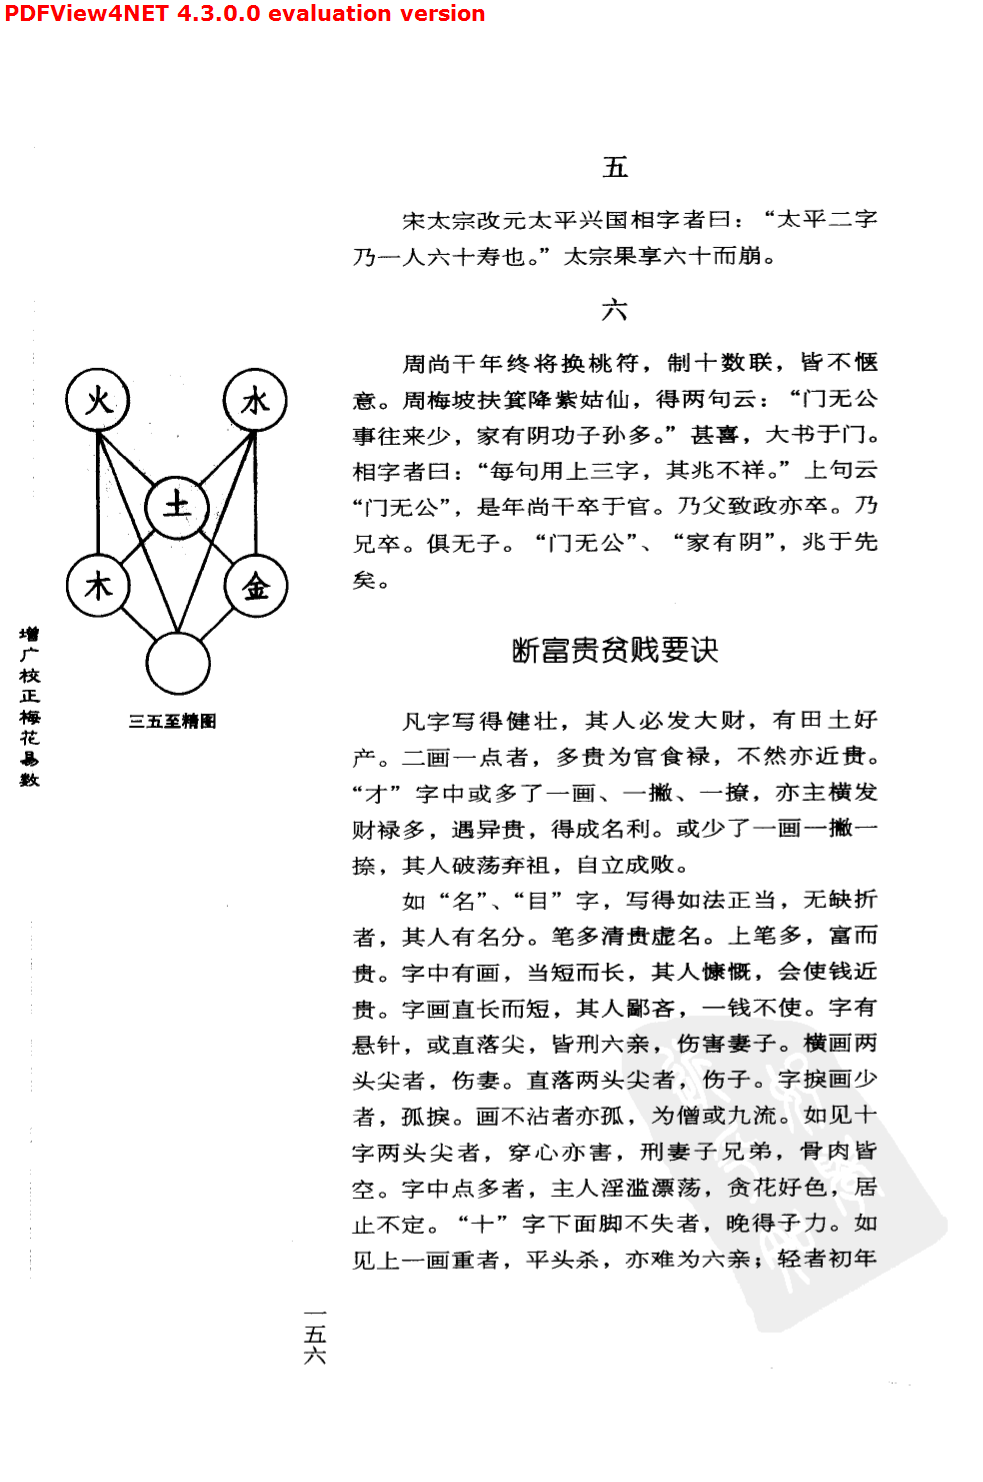 PDFView4NET 4.3.0.0 evaluation version
五
宋太宗改元太平兴国相字者曰：“太平二字
乃一人六十寿也。”太宗果享六十而崩。
六
周尚干年终将换桃符，制十数联，皆不惬
意。周梅坡扶箕降紫姑仙，得两句云：“门无公
事往来少，家有阴功子孙多。”甚喜，大书于门。
相字者曰：“每句用上三字，其兆不祥。”上句云
“门无公”，是年尚干卒于官。乃父致政亦卒。乃
兄卒。俱无子。“门无公”、“家有阴”，兆于先
矣。
断富贵贫贱要诀
凡字写得健壮，其人必发大财，有田土好
产。二画一点者，多贵为官食禄，不然亦近贵。
“才”字中或多了一画、一撇、一撩，亦主横发
财禄多，遇异贵，得成名利。或少了一画一撇一
捺，其人破荡弃祖，自立成败。
如“名”、“目”字，写得如法正当，无缺折
者，其人有名分。笔多清贵虚名。上笔多，富而
贵。字中有画，当短而长，其人慷慨，会使钱近
贵。字画直长而短，其人鄙吝，一钱不使。字有
悬针，或直落尖，皆刑六亲，伤害妻子。横画两
头尖者，伤妻。直落两头尖者，伤子。字捩画少
者，孤捩。画不沾者亦孤，为僧或九流。如见十
字两头尖者，穿心亦害，刑妻子兄弟，骨肉皆
空。字中点多者，主人淫滥漂荡，贪花好色，居
止不定。“十”字下面脚不失者，晚得子力。如
见上一画重者，平头杀，亦难为六亲；轻者初年
火
水
土
木
金
三五至精图
增广校正梅花易数
一五六